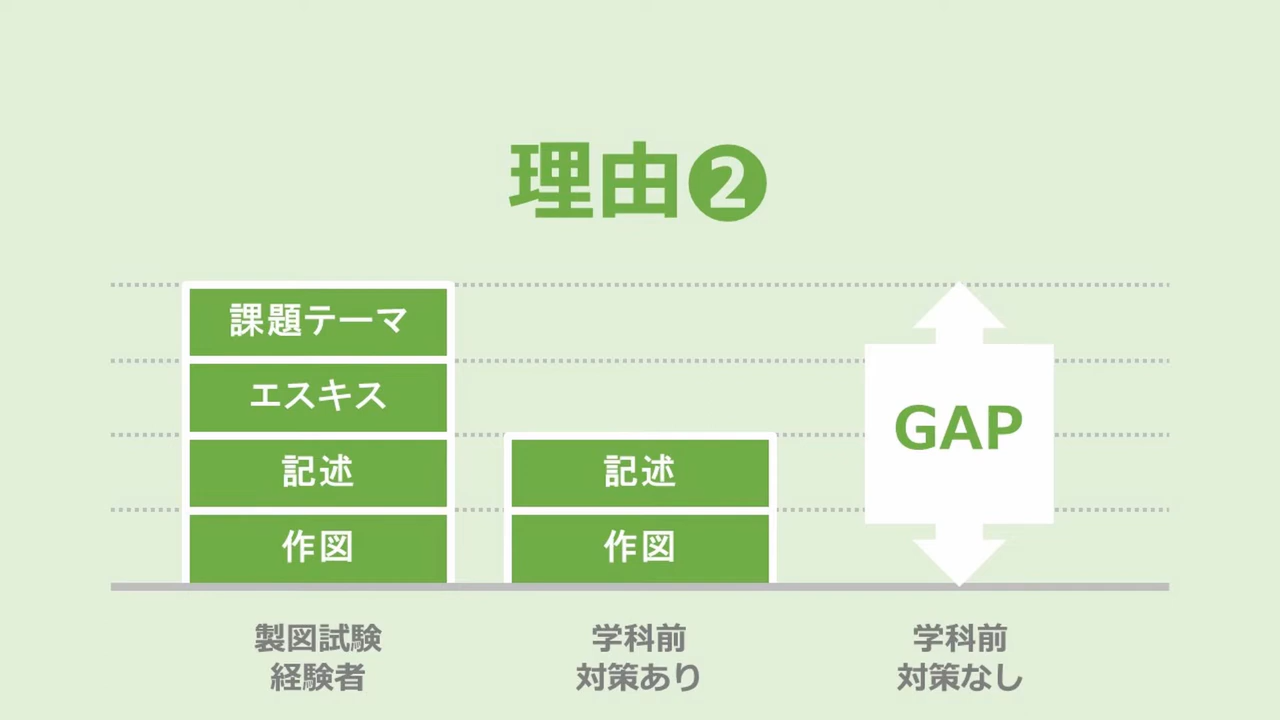 理由❷
課題テーマ
エスキス
記述
作図
記述
作図
GAP
製図試験
経験者
学科前
対策あり
学科前
対策なし